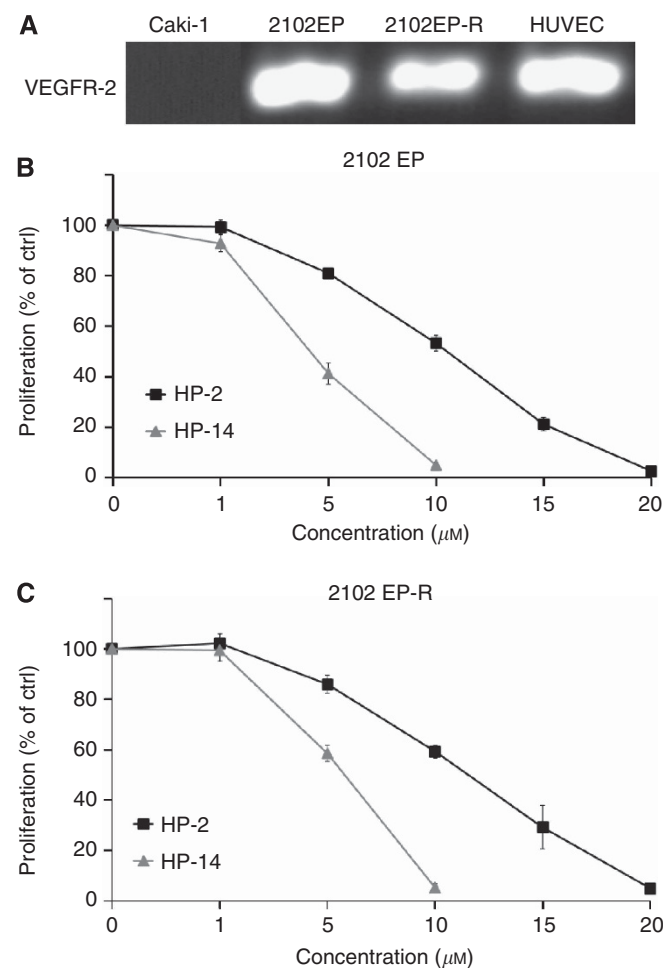 A
Caki-1 2102EP 2102EP-R HUVEC
VEGFR-2
B
2102 EP
Proliferation (% of ctrl)
100
80
60
40
20
0
HP-2
HP-14
0 1 5 10 15 20
Concentration (μM)
C
2102 EP-R
Proliferation (% of ctrl)
100
80
60
40
20
0
HP-2
HP-14
0 1 5 10 15 20
Concentration (μM)